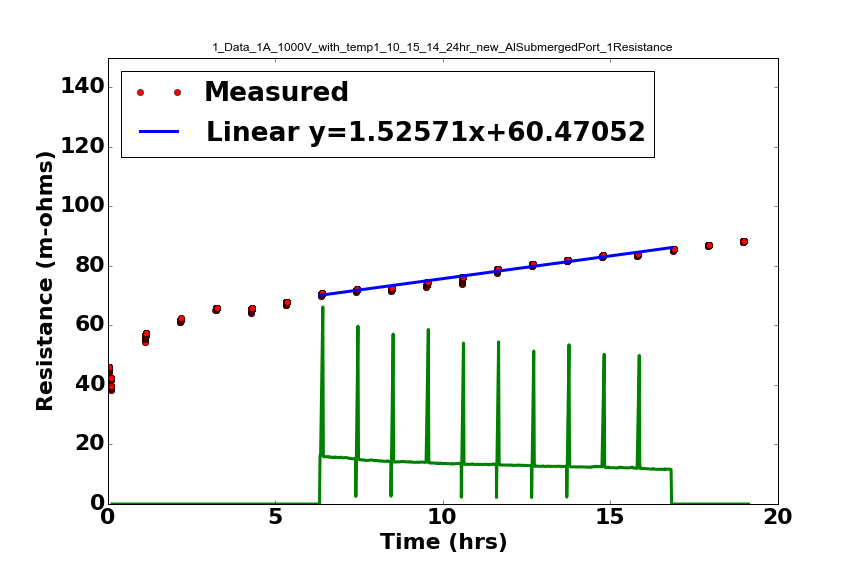 1_Data_1A_1000V_with_temp1_10_15_14_24hr_new_AlSubmergedPort_1Resistance
Measured
Linear y=1.52571x+60.47052
Resistance (m-ohms)
140
120
100
80
60
40
20
0
0 5 10 15 20
Time (hrs)